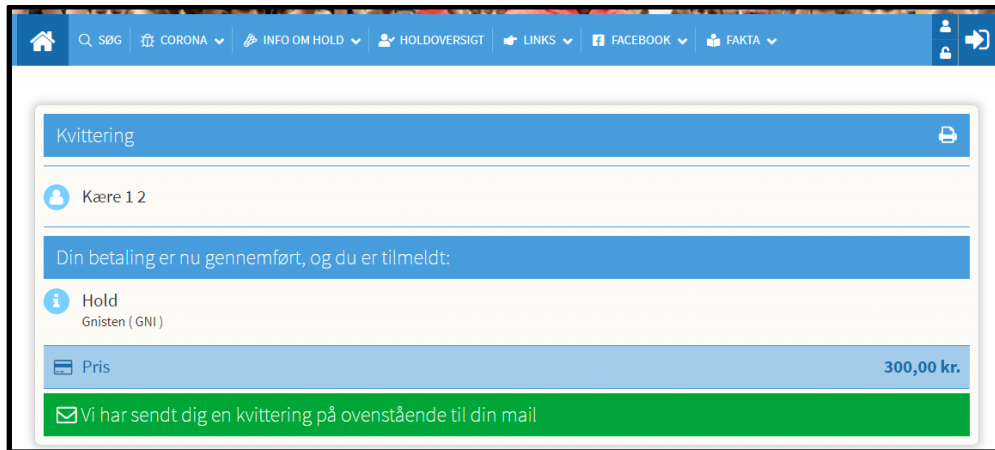 SØG CORONA INFO OM HOLD HOLDOVERSIGT LINKS FACEBOOK FAKTA
Kvittering
Kære 1 2
Din betaling er nu gennemført, og du er tilmeldt:
Hold
Gnisten ( GNI )
Pris 300,00 kr.
Vi har sendt dig en kvittering på ovenstående til din mail